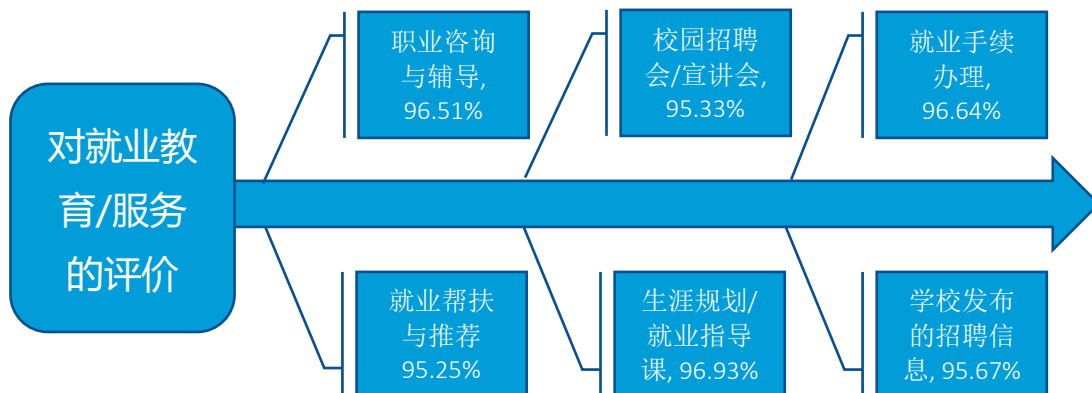 对就业教
育/服务
的评价
职业咨询
与辅导,
96.51%
校园招聘
会/宣讲会,
95.33%
就业手续
办理,
96.64%
就业帮扶
与推荐
95.25%
生涯规划/
就业指导
课, 96.93%
学校发布
的招聘信
息, 95.67%